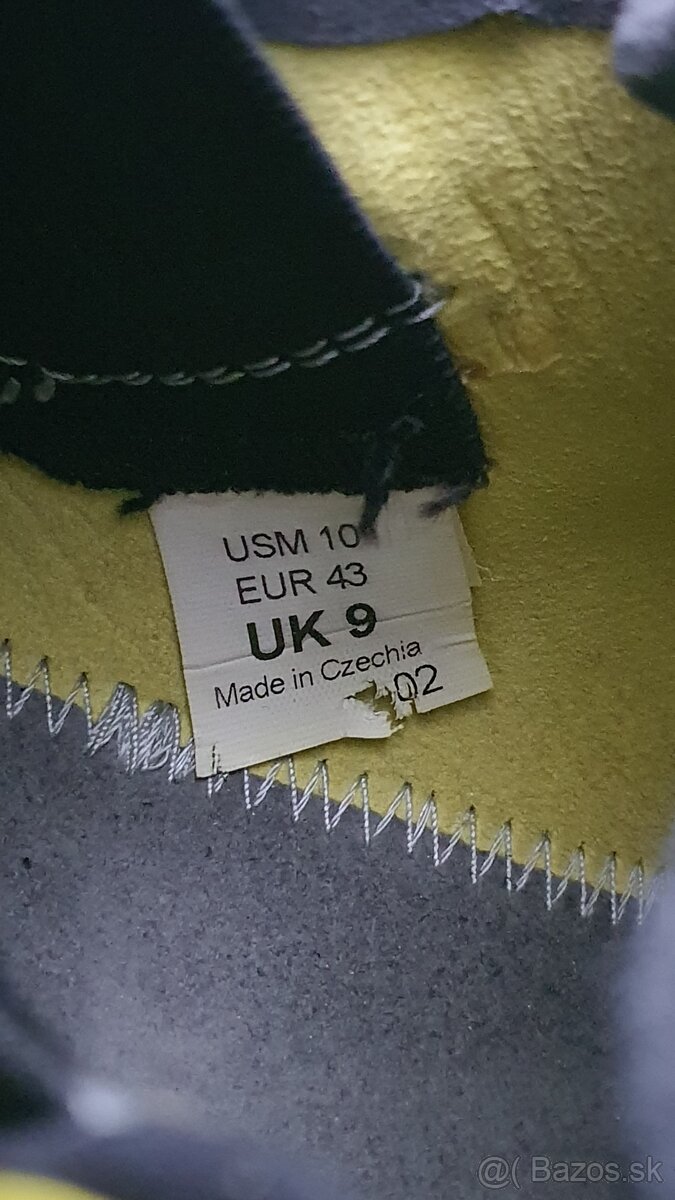 USM 10
EUR 43
UK 9
Made in Czechia
02
@( Bazos.sk